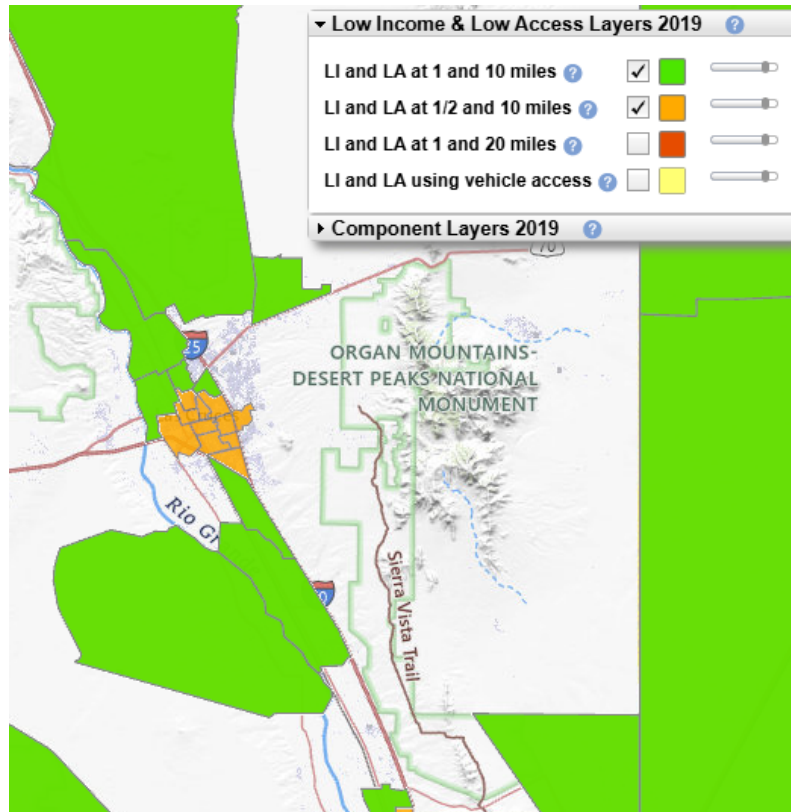 Low Income & Low Access Layers 2019 ?
LI and LA at 1 and 10 miles ?
LI and LA at 1/2 and 10 miles ?
LI and LA at 1 and 20 miles ?
LI and LA using vehicle access ?
Component Layers 2019 ?
70
25
ORGAN MOUNTAINS-
DESERT PEAKS NATIONAL
MONUMENT
Rio Gr
Sierra Vista Trail
0